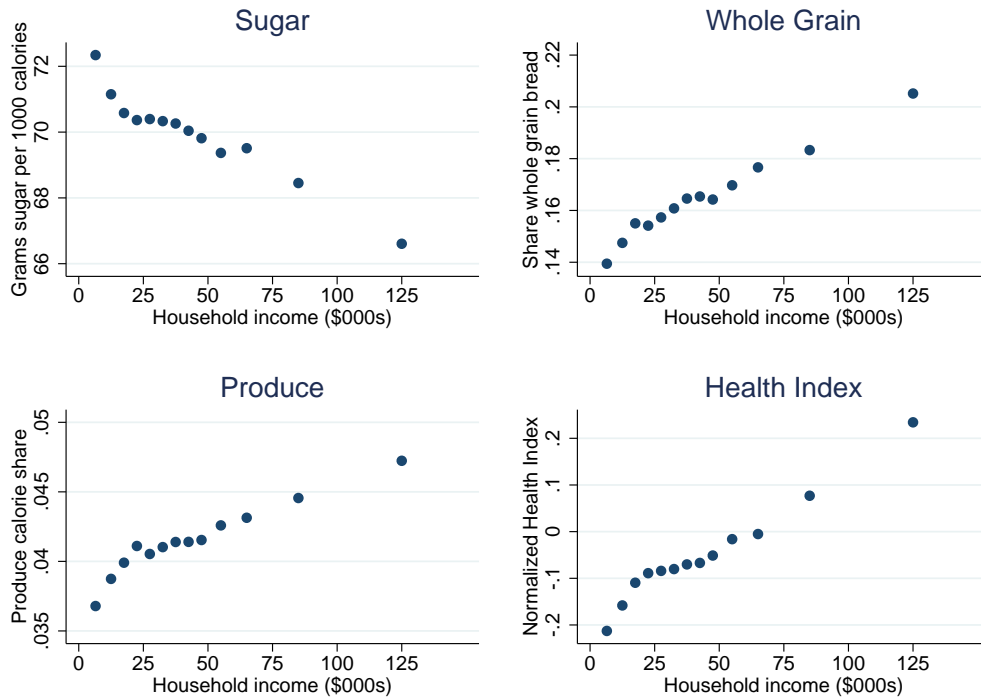 Sugar
Grams sugar per 1000 calories
72
70
68
66
0 25 50 75 100 125
Household income ($000s)
Whole Grain
Share whole grain bread
.22
.2
.18
.16
.14
0 25 50 75 100 125
Household income ($000s)
Produce
Produce calorie share
.05
.045
.04
.035
0 25 50 75 100 125
Household income ($000s)
Health Index
Normalized Health Index
.2
.1
0
-.1
-.2
0 25 50 75 100 125
Household income ($000s)